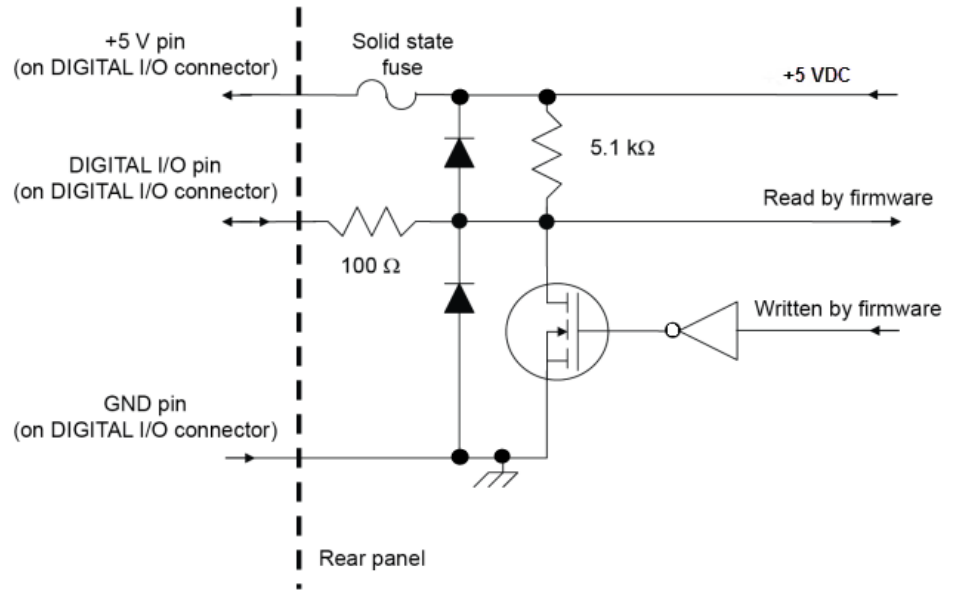 +5 V pin
(on DIGITAL I/O connector)
Solid state
fuse
+5 VDC
5.1 kΩ
DIGITAL I/O pin
(on DIGITAL I/O connector)
Read by firmware
100 Ω
Written by firmware
GND pin
(on DIGITAL I/O connector)
Rear panel